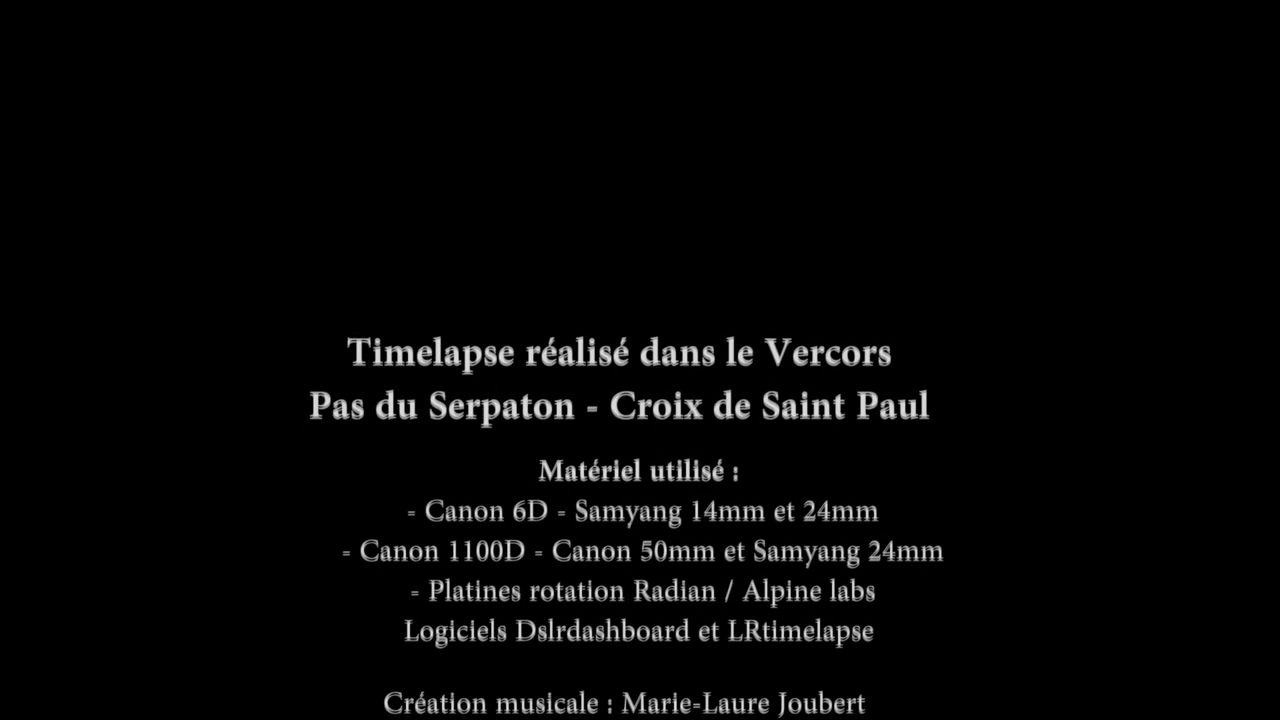 Timelapse réalisé dans le Vercors
Pas du Serpaton - Croix de Saint Paul
Matériel utilisé :
- Canon 6D - Samyang 14mm et 24mm
- Canon 1100D - Canon 50mm et Samyang 24mm
- Platines rotation Radian / Alpine labs
Logiciels Dslrdashboard et LRtimelapse
Création musicale : Marie-Laure Joubert